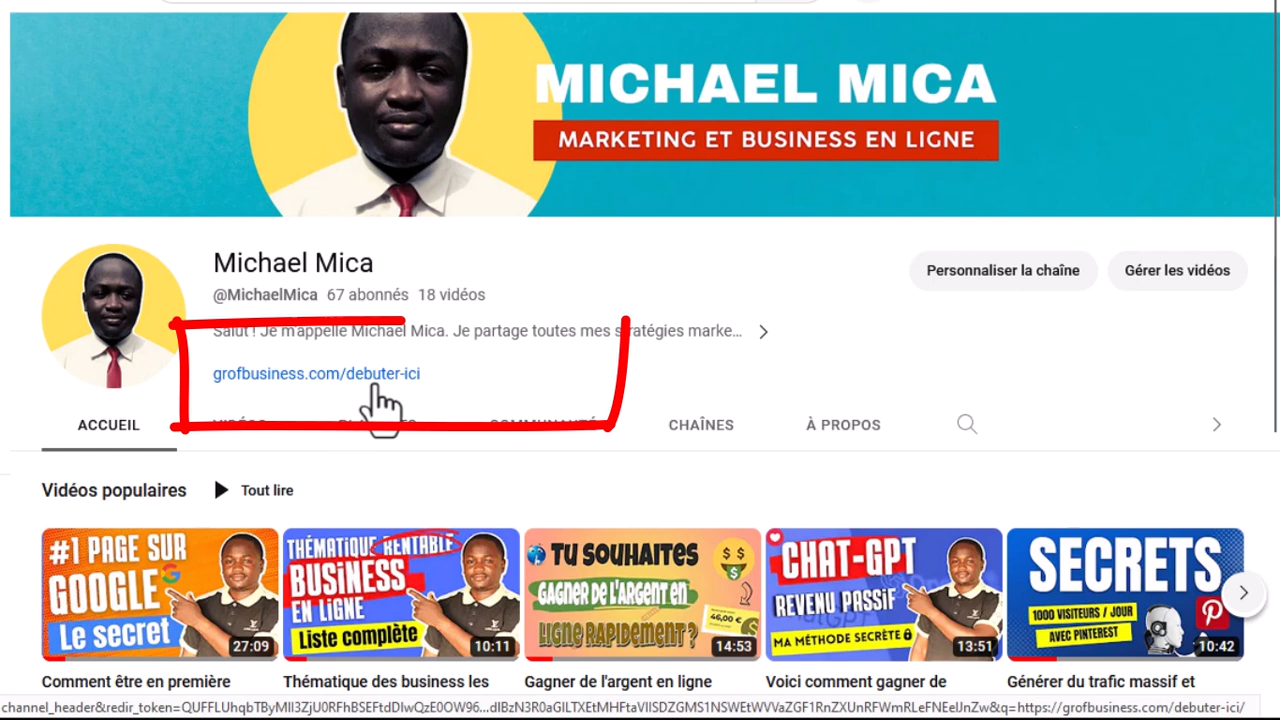 MICHAEL MICA
MARKETING ET BUSINESS EN LIGNE
Michael Mica
@MichaelMica 67 abonnés 18 vidéos
Personnaliser la chaîne
Gérer les vidéos
Salut ! Je m'appelle Michael Mica. Je partage toutes mes stratégies marke...
grofbusiness.com/debuter-ici
ACCUEIL VIDÉOS COMMUNAUTÉ CHAÎNES À PROPOS
Vidéos populaires Tout lire
#1 PAGE SUR
GOOGLE
Le secret
27:09
THÉMATIQUE RENTABLE
BUSINESS
EN LIGNE
Liste complète
10:11
TU SOUHAITES
GAGNER DE L'ARGENT EN
LIGNE RAPIDEMENT ?
46,00 €
14:53
CHAT-GPT
REVENU PASSIF
MA MÉTHODE SECRÈTE
13:51
SECRETS
1000 VISITEURS / JOUR
AVEC PINTEREST
10:42
Comment être en première
Thématique des business les
Gagner de l'argent en ligne
Voici comment gagner de
Générer du trafic massif et